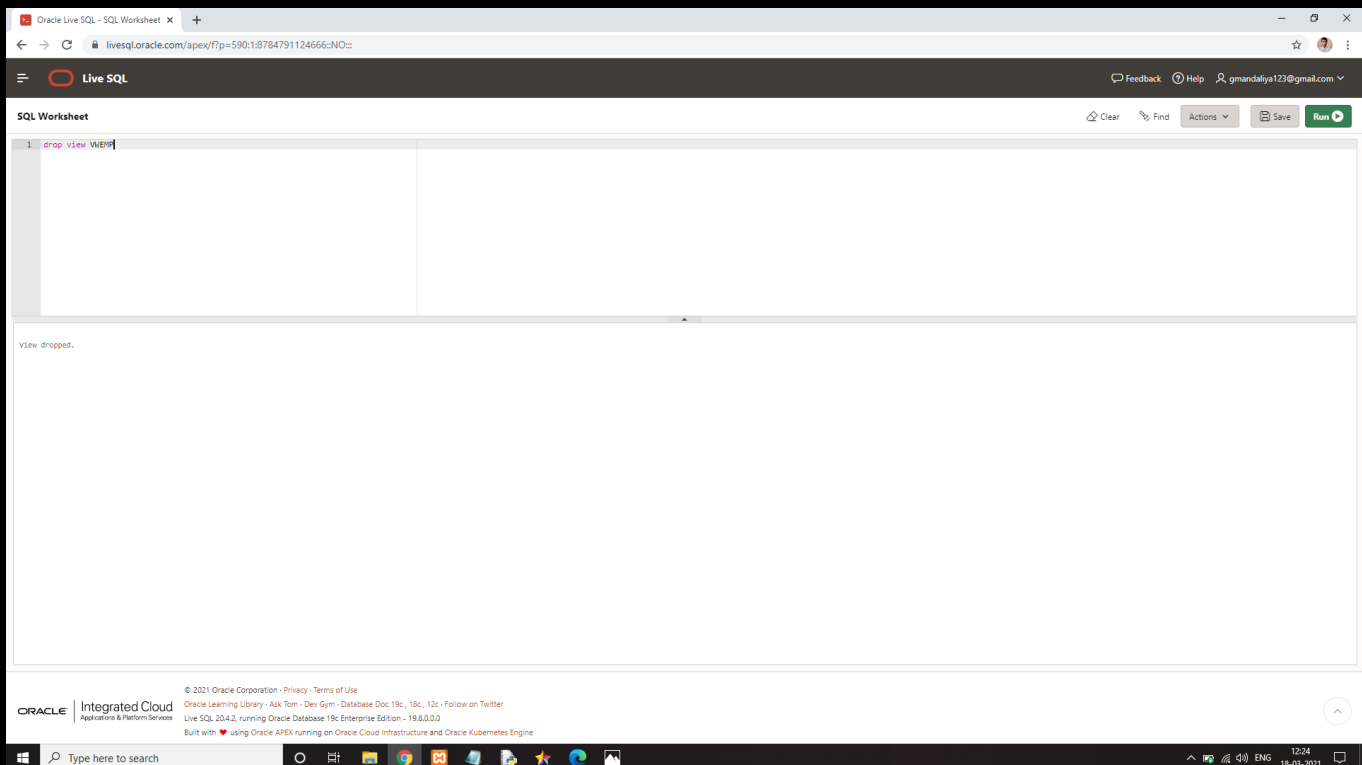 Oracle Live SQL - SQL Worksheet
livesql.oracle.com/apex/f?p=590:1:8784791124666::NO:::
Live SQL
Feedback Help gmandaliya123@gmail.com
SQL Worksheet
Clear Find Actions Save Run
1 drop view VWEMP
View dropped.
© 2021 Oracle Corporation · Privacy · Terms of Use
ORACLE Integrated Cloud
Applications & Platform Services
Oracle Learning Library · Ask Tom · Dev Gym · Database Doc 19c, 18c, 12c · Follow on Twitter
Live SQL 20.4.2, running Oracle Database 19c Enterprise Edition - 19.8.0.0.0
Built with ❤ using Oracle APEX running on Oracle Cloud Infrastructure and Oracle Kubernetes Engine
Type here to search
ENG
12:24
18-03-2021